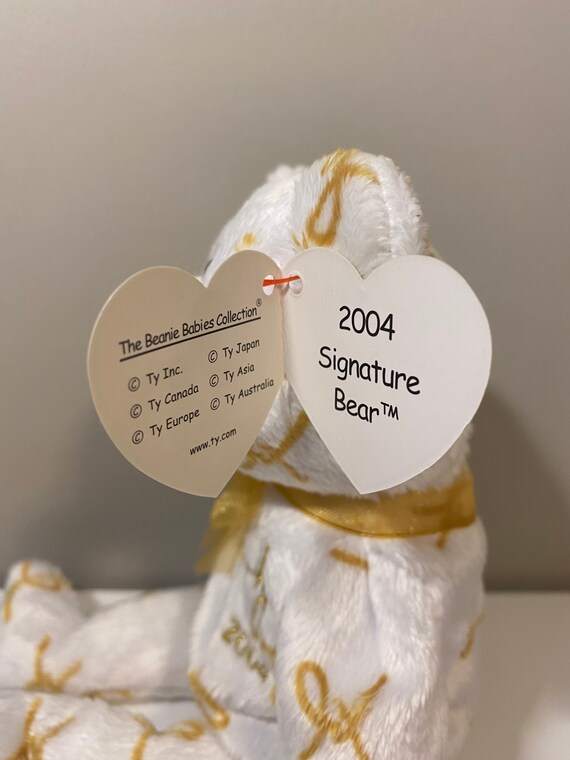 The Beanie Babies Collection®
© Ty Inc.
© Ty Canada
© Ty Europe
© Ty Japan
© Ty Asia
© Ty Australia
www.ty.com
2004
Signature
Bear™
2004